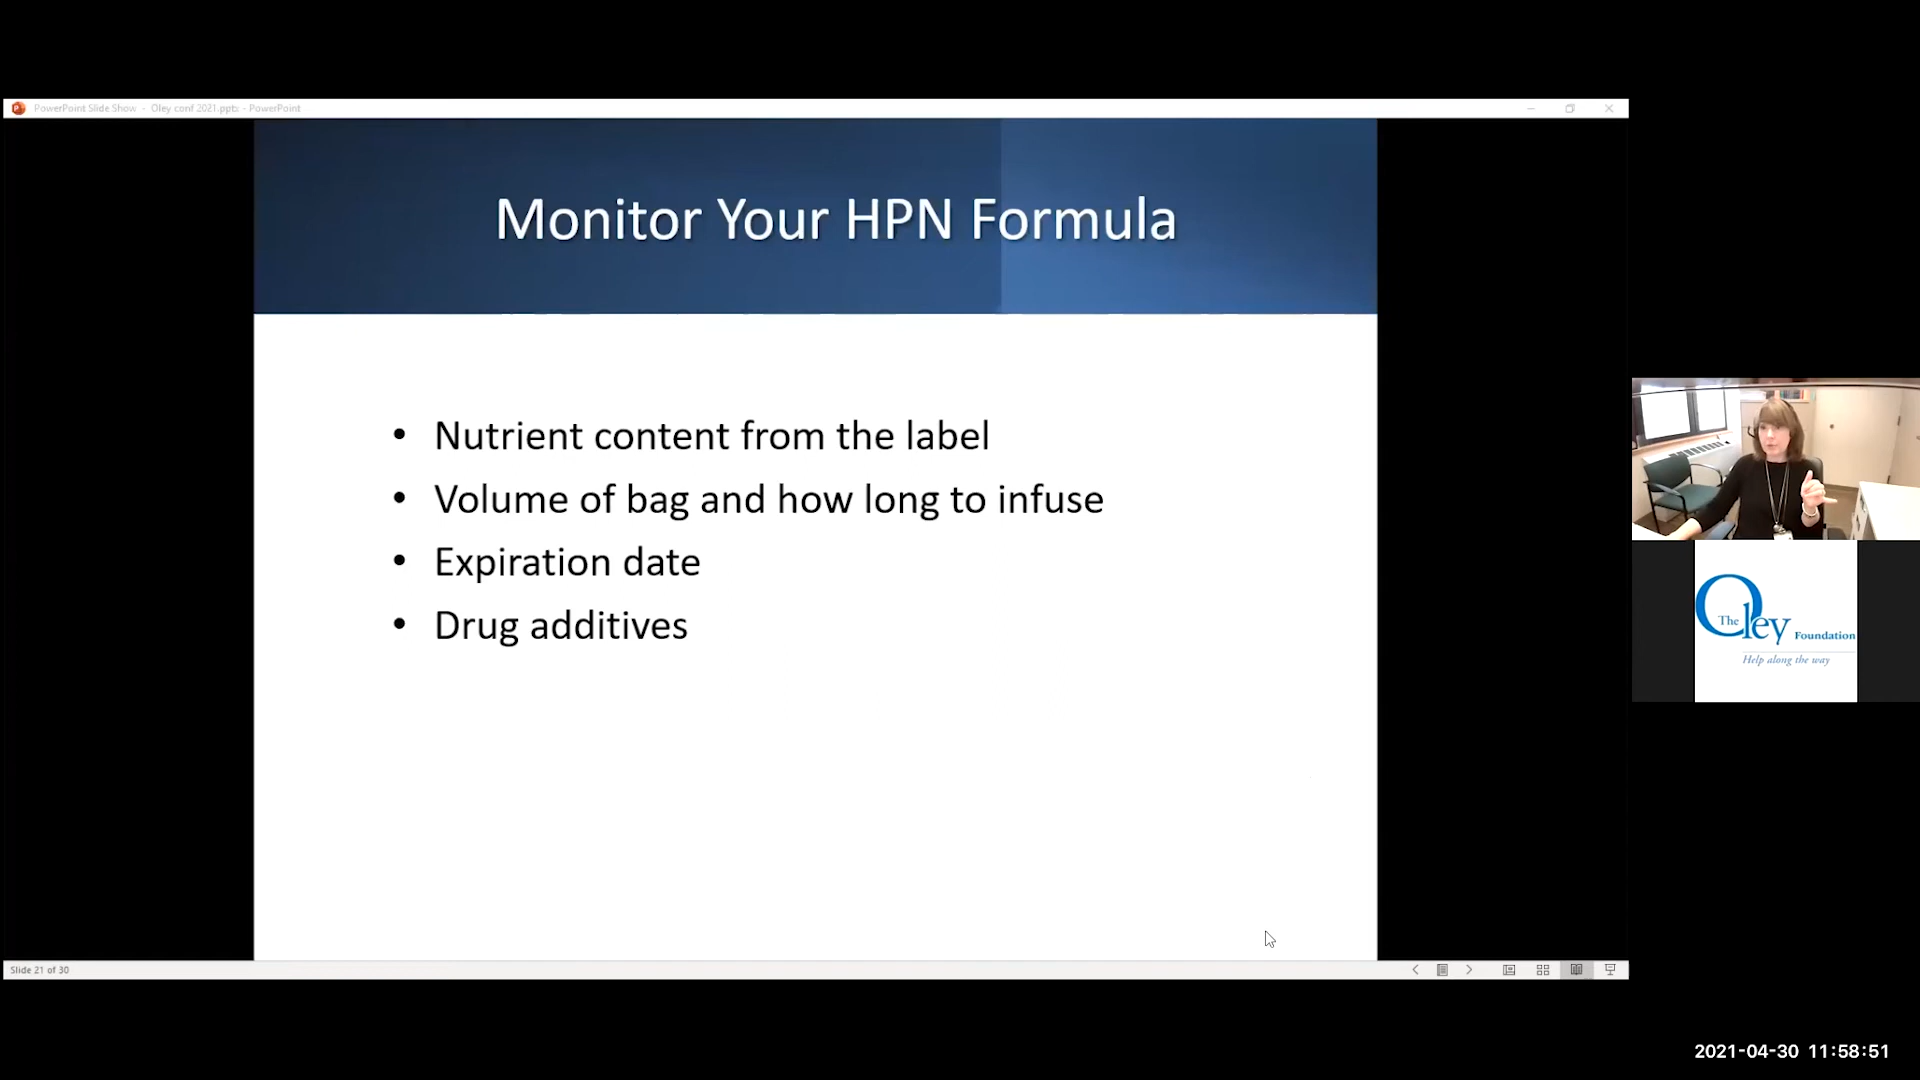 PowerPoint Slide Show - Oley conf 2021.pptx - PowerPoint
Monitor Your HPN Formula
• Nutrient content from the label
• Volume of bag and how long to infuse
• Expiration date
• Drug additives
The Oley Foundation
Help along the way
Slide 21 of 30
2021-04-30 11:58:51